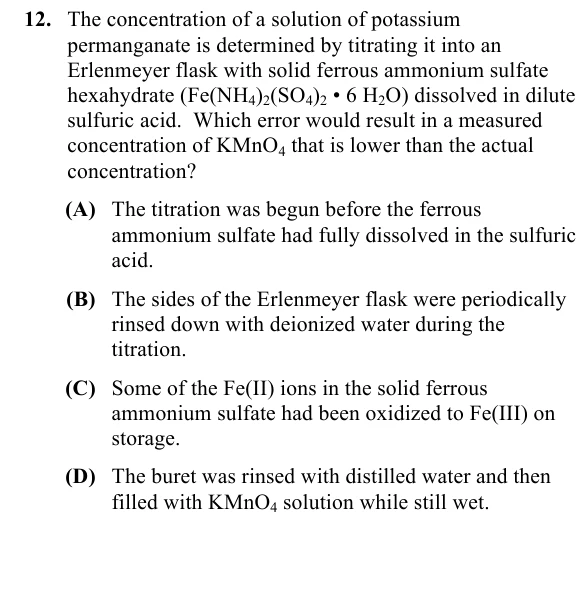 12. The concentration of a solution of potassium
permanganate is determined by titrating it into an
Erlenmeyer flask with solid ferrous ammonium sulfate
hexahydrate (Fe(NH₄)₂(SO₄)₂ • 6 H₂O) dissolved in dilute
sulfuric acid. Which error would result in a measured
concentration of KMnO₄ that is lower than the actual
concentration?
(A) The titration was begun before the ferrous
ammonium sulfate had fully dissolved in the sulfuric
acid.
(B) The sides of the Erlenmeyer flask were periodically
rinsed down with deionized water during the
titration.
(C) Some of the Fe(II) ions in the solid ferrous
ammonium sulfate had been oxidized to Fe(III) on
storage.
(D) The buret was rinsed with distilled water and then
filled with KMnO₄ solution while still wet.